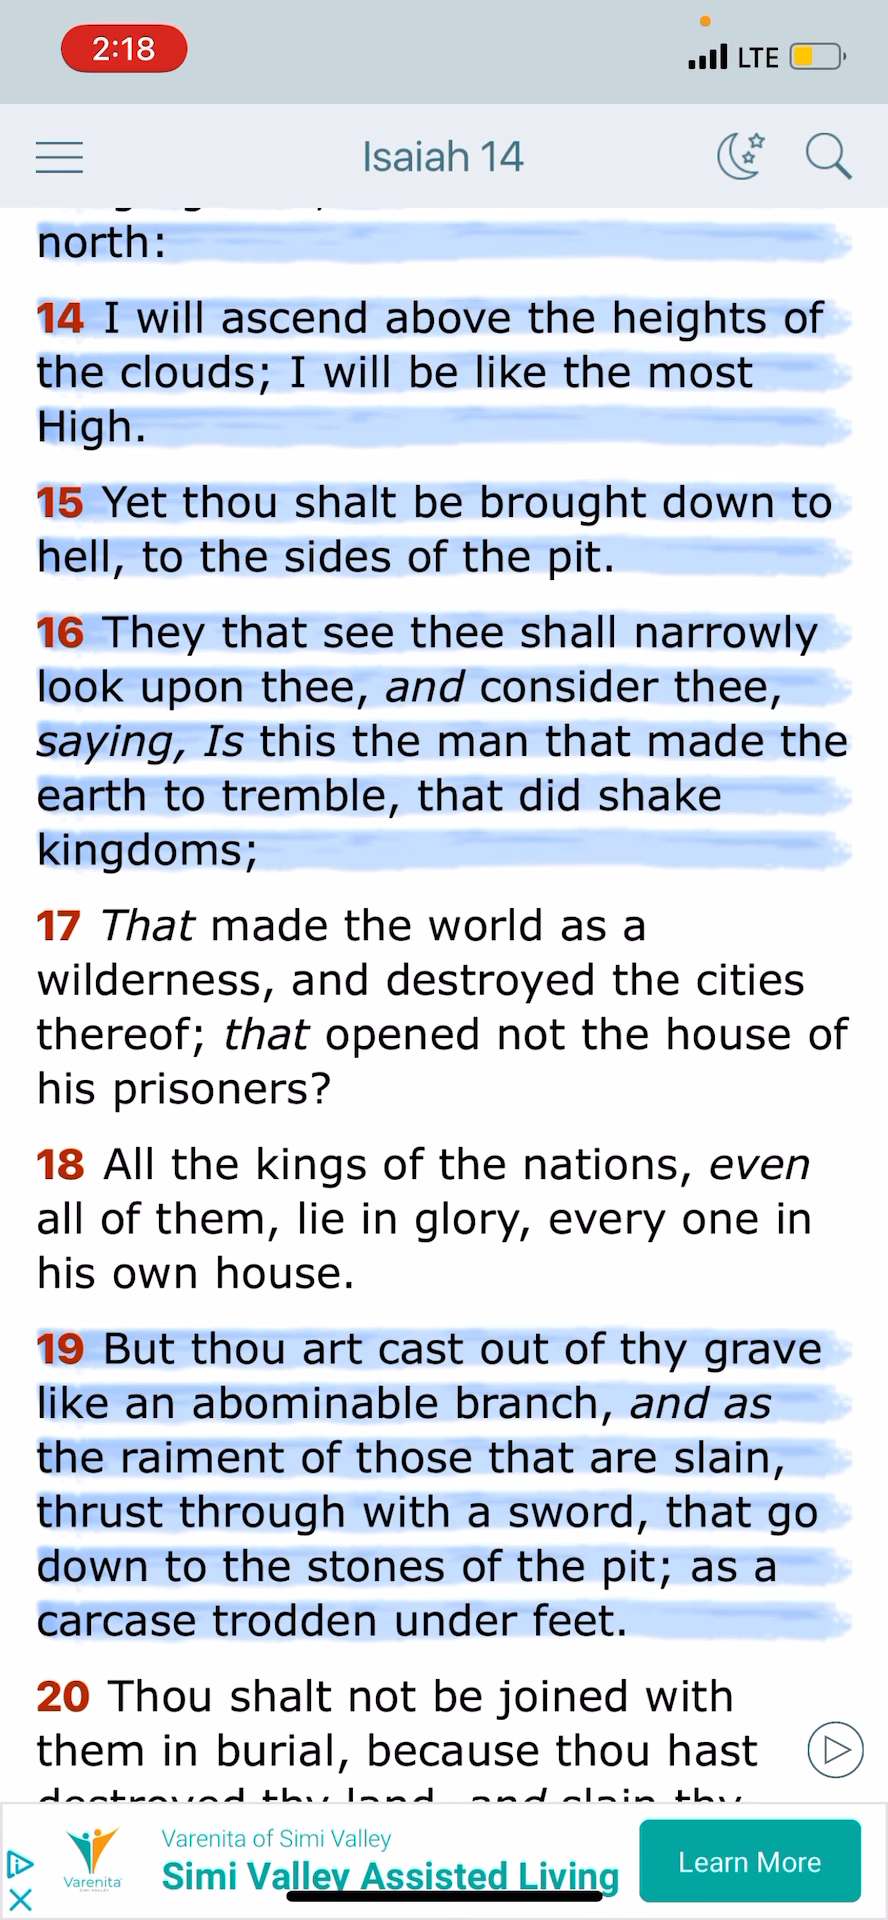 2:18
LTE
Isaiah 14
north:
14 I will ascend above the heights of
the clouds; I will be like the most
High.
15 Yet thou shalt be brought down to
hell, to the sides of the pit.
16 They that see thee shall narrowly
look upon thee, and consider thee,
saying, Is this the man that made the
earth to tremble, that did shake
kingdoms;
17 That made the world as a
wilderness, and destroyed the cities
thereof; that opened not the house of
his prisoners?
18 All the kings of the nations, even
all of them, lie in glory, every one in
his own house.
19 But thou art cast out of thy grave
like an abominable branch, and as
the raiment of those that are slain,
thrust through with a sword, that go
down to the stones of the pit; as a
carcase trodden under feet.
20 Thou shalt not be joined with
them in burial, because thou hast
destroyed thy land, and slain thy
Varenita
Varenita of Simi Valley
Simi Valley Assisted Living
Learn More